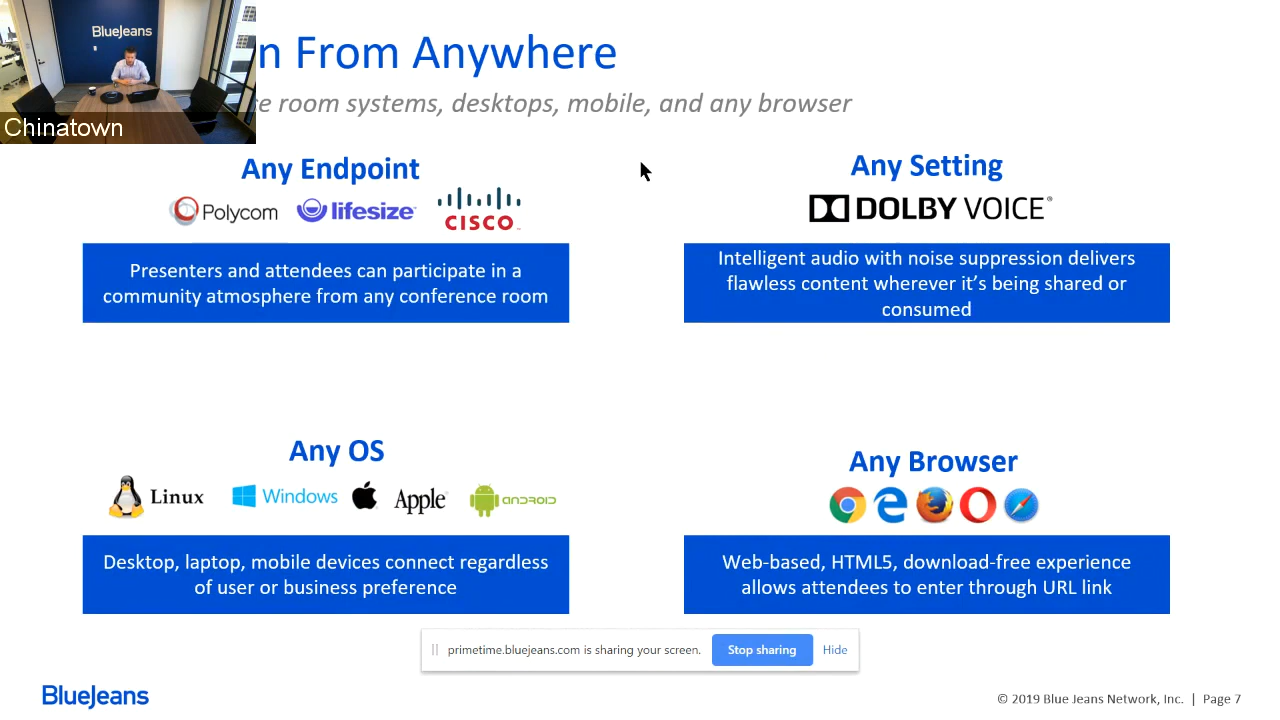 BlueJeans
Chinatown
n From Anywhere
e room systems, desktops, mobile, and any browser
Any Endpoint
Polycom lifesize® CISCO
Presenters and attendees can participate in a
community atmosphere from any conference room
Any Setting
DOLBY VOICE®
Intelligent audio with noise suppression delivers
flawless content wherever it's being shared or
consumed
Any OS
Linux Windows Apple ANDROID
Desktop, laptop, mobile devices connect regardless
of user or business preference
Any Browser
Web-based, HTML5, download-free experience
allows attendees to enter through URL link
primetime.bluejeans.com is sharing your screen. Stop sharing Hide
BlueJeans
© 2019 Blue Jeans Network, Inc. | Page 7